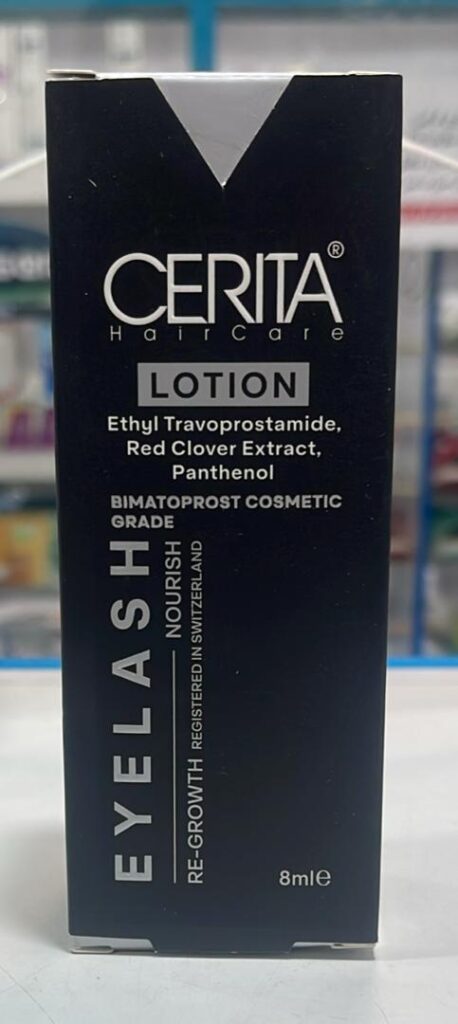 CERITA®
HairCare
LOTION
Ethyl Travoprostamide,
Red Clover Extract,
Panthenol
BIMATOPROST COSMETIC
GRADE
EYELASH
NOURISH
RE-GROWTH REGISTERED IN SWITZERLAND
8ml℮